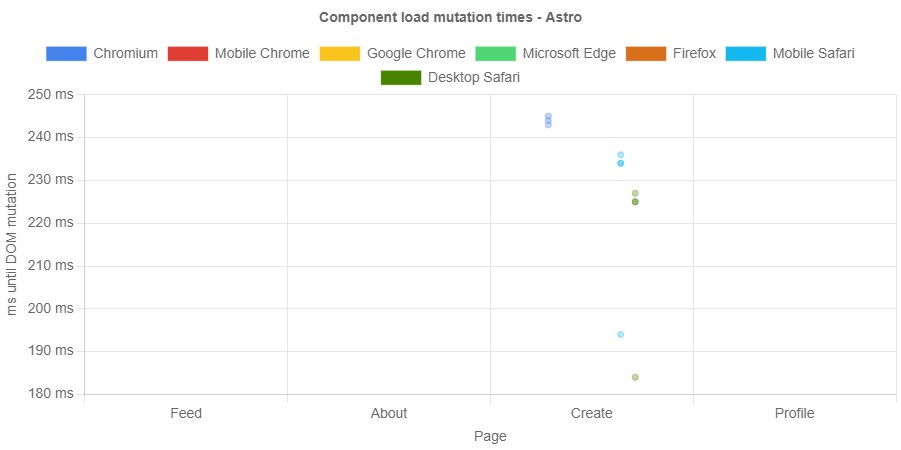 Component load mutation times - Astro
Chromium Mobile Chrome Google Chrome Microsoft Edge Firefox Mobile Safari
Desktop Safari
250 ms
240 ms
230 ms
220 ms
210 ms
200 ms
190 ms
180 ms
ms until DOM mutation
Feed About Create Profile
Page